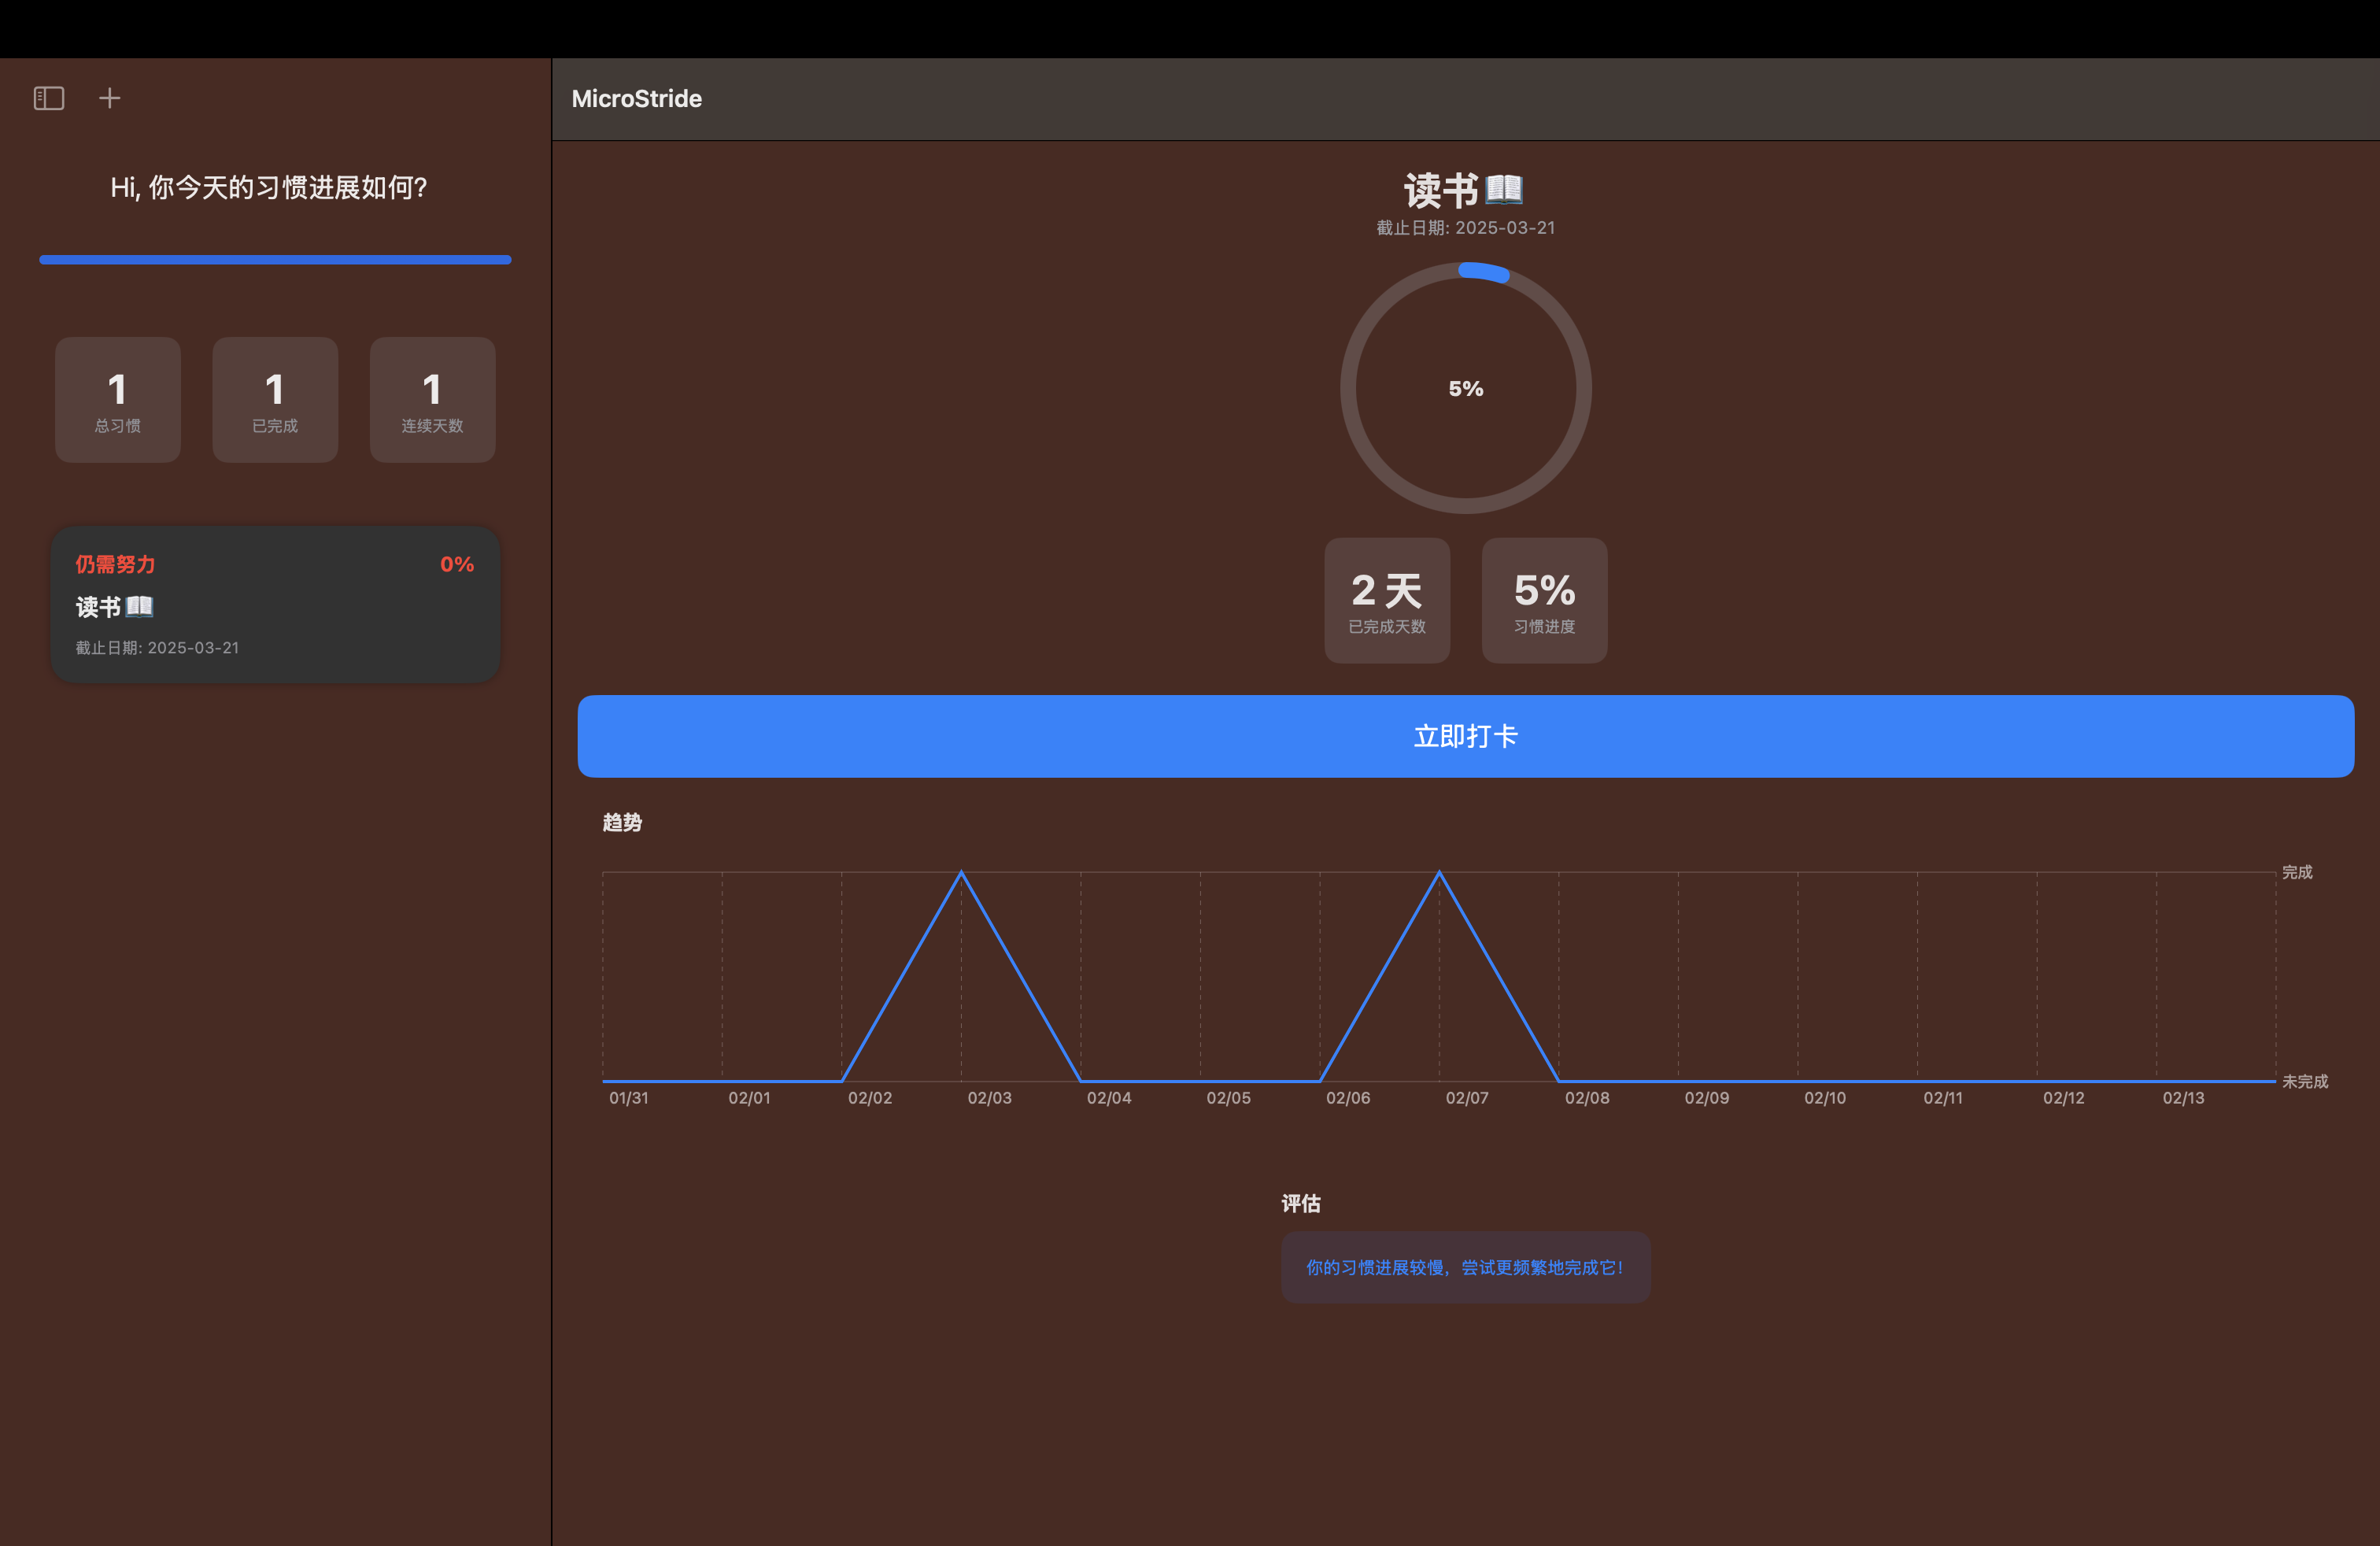 Hi, 你今天的习惯进展如何?
1
总习惯
1
已完成
1
连续天数
仍需努力 0%
读书📖
截止日期: 2025-03-21
MicroStride
读书📖
截止日期: 2025-03-21
5%
2 天
已完成天数
5%
习惯进度
立即打卡
趋势
完成
未完成
01/31 02/01 02/02 02/03 02/04 02/05 02/06 02/07 02/08 02/09 02/10 02/11 02/12 02/13
评估
你的习惯进展较慢，尝试更频繁地完成它！